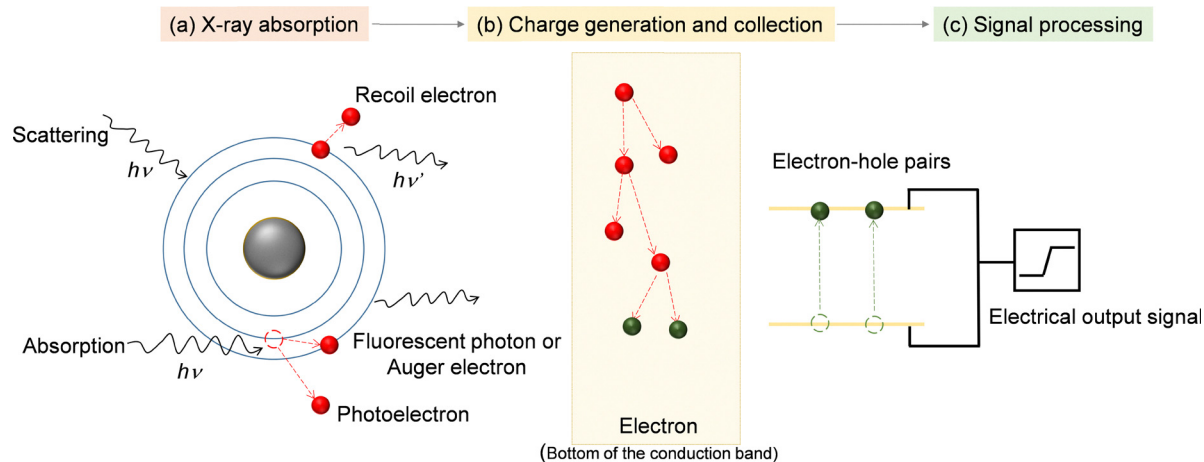 (a) X-ray absorption
(b) Charge generation and collection
(c) Signal processing
Recoil electron
Scattering
hν
hν'
Absorption
hν
Fluorescent photon or
Auger electron
Photoelectron
Electron
(Bottom of the conduction band)
Electron-hole pairs
Electrical output signal